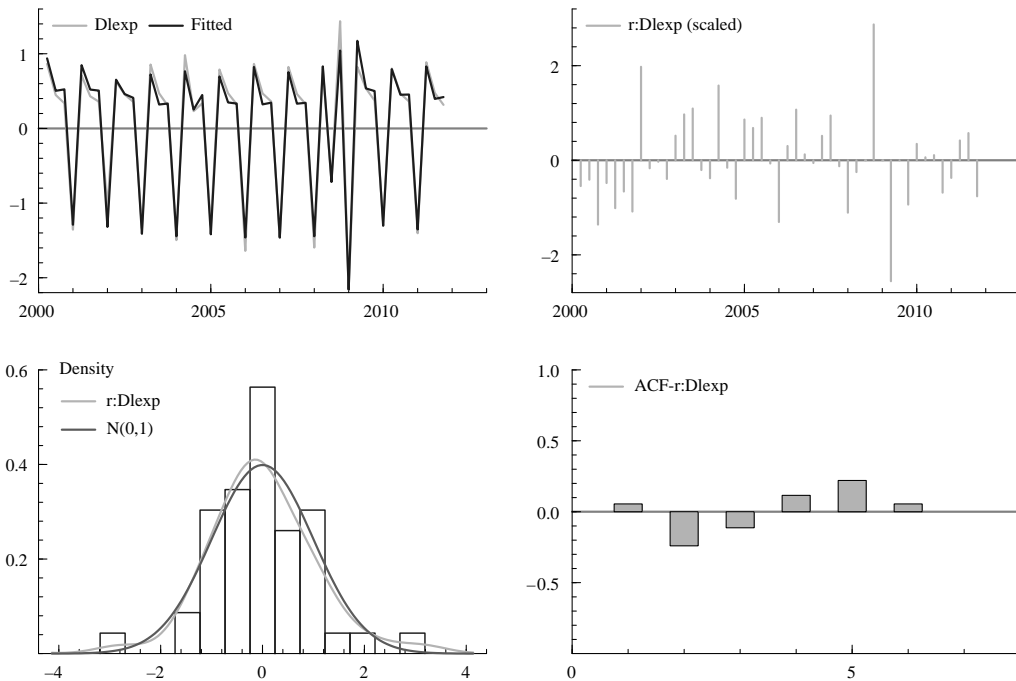 Dlexp Fitted
1
0
−1
−2
2000 2005 2010
r:Dlexp (scaled)
2
0
−2
2000 2005 2010
Density
r:Dlexp
N(0,1)
0.6
0.4
0.2
−4 −2 0 2 4
ACF-r:Dlexp
1.0
0.5
0.0
−0.5
0 5